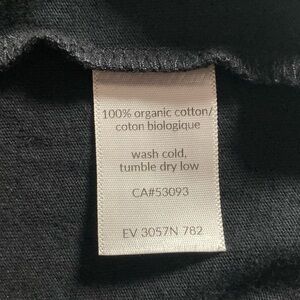 100% organic cotton/
coton biologique
wash cold,
tumble dry low
CA#53093
EV 3057N 782